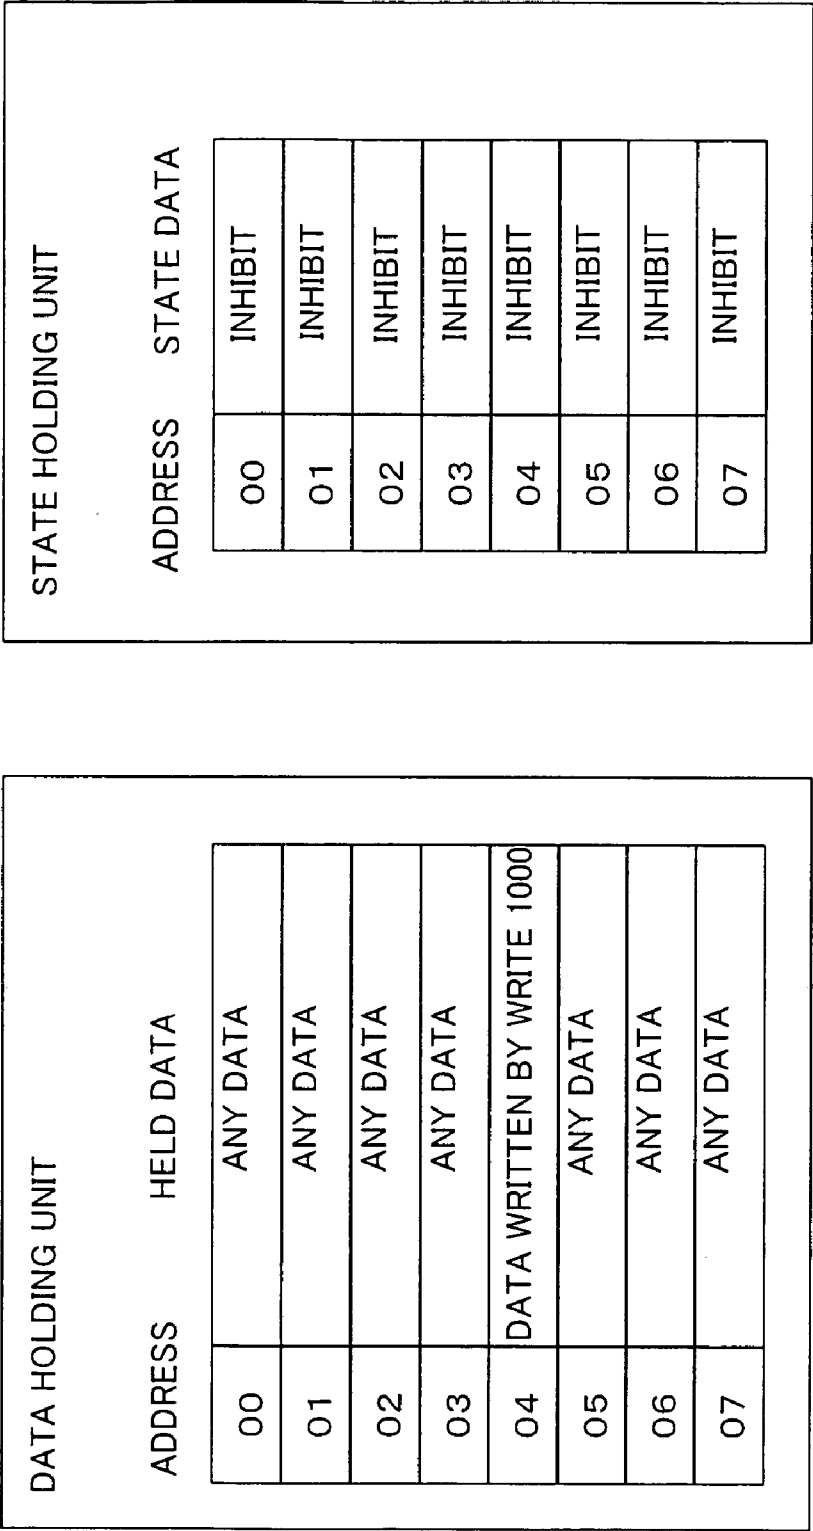 DATA HOLDING UNIT
ADDRESS HELD DATA
00 ANY DATA
01 ANY DATA
02 ANY DATA
03 ANY DATA
04 DATA WRITTEN BY WRITE 1000
05 ANY DATA
06 ANY DATA
07 ANY DATA
STATE HOLDING UNIT
ADDRESS STATE DATA
00 INHIBIT
01 INHIBIT
02 INHIBIT
03 INHIBIT
04 INHIBIT
05 INHIBIT
06 INHIBIT
07 INHIBIT